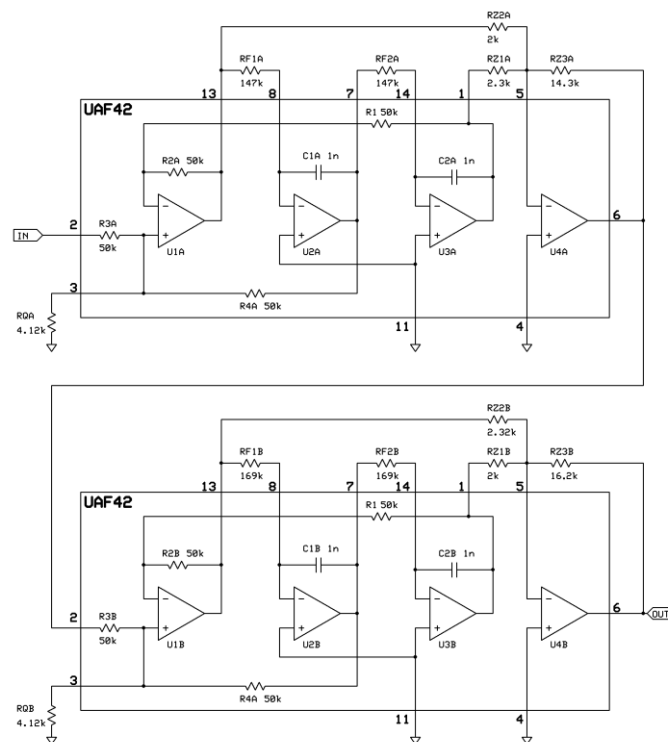 RZ2A
2k
RF1A
147k
RF2A
147k
RZ1A
2.3k
RZ3A
14.3k
13
8
7
14
1
5
UAF42
R1 50k
R2A 50k
C1A 1n
C2A 1n
IN
2
R3A
50k
−
+
U1A
−
+
U2A
−
+
U3A
−
+
U4A
6
3
R4A 50k
RQA
4.12k
11
4
RZ2B
2.32k
RF1B
169k
RF2B
169k
RZ1B
2k
RZ3B
16.2k
13
8
7
14
1
5
UAF42
R1 50k
R2B 50k
C1B 1n
C2B 1n
2
R3B
50k
−
+
U1B
−
+
U2B
−
+
U3B
−
+
U4B
6
OUT
3
R4A 50k
RQB
4.12k
11
4